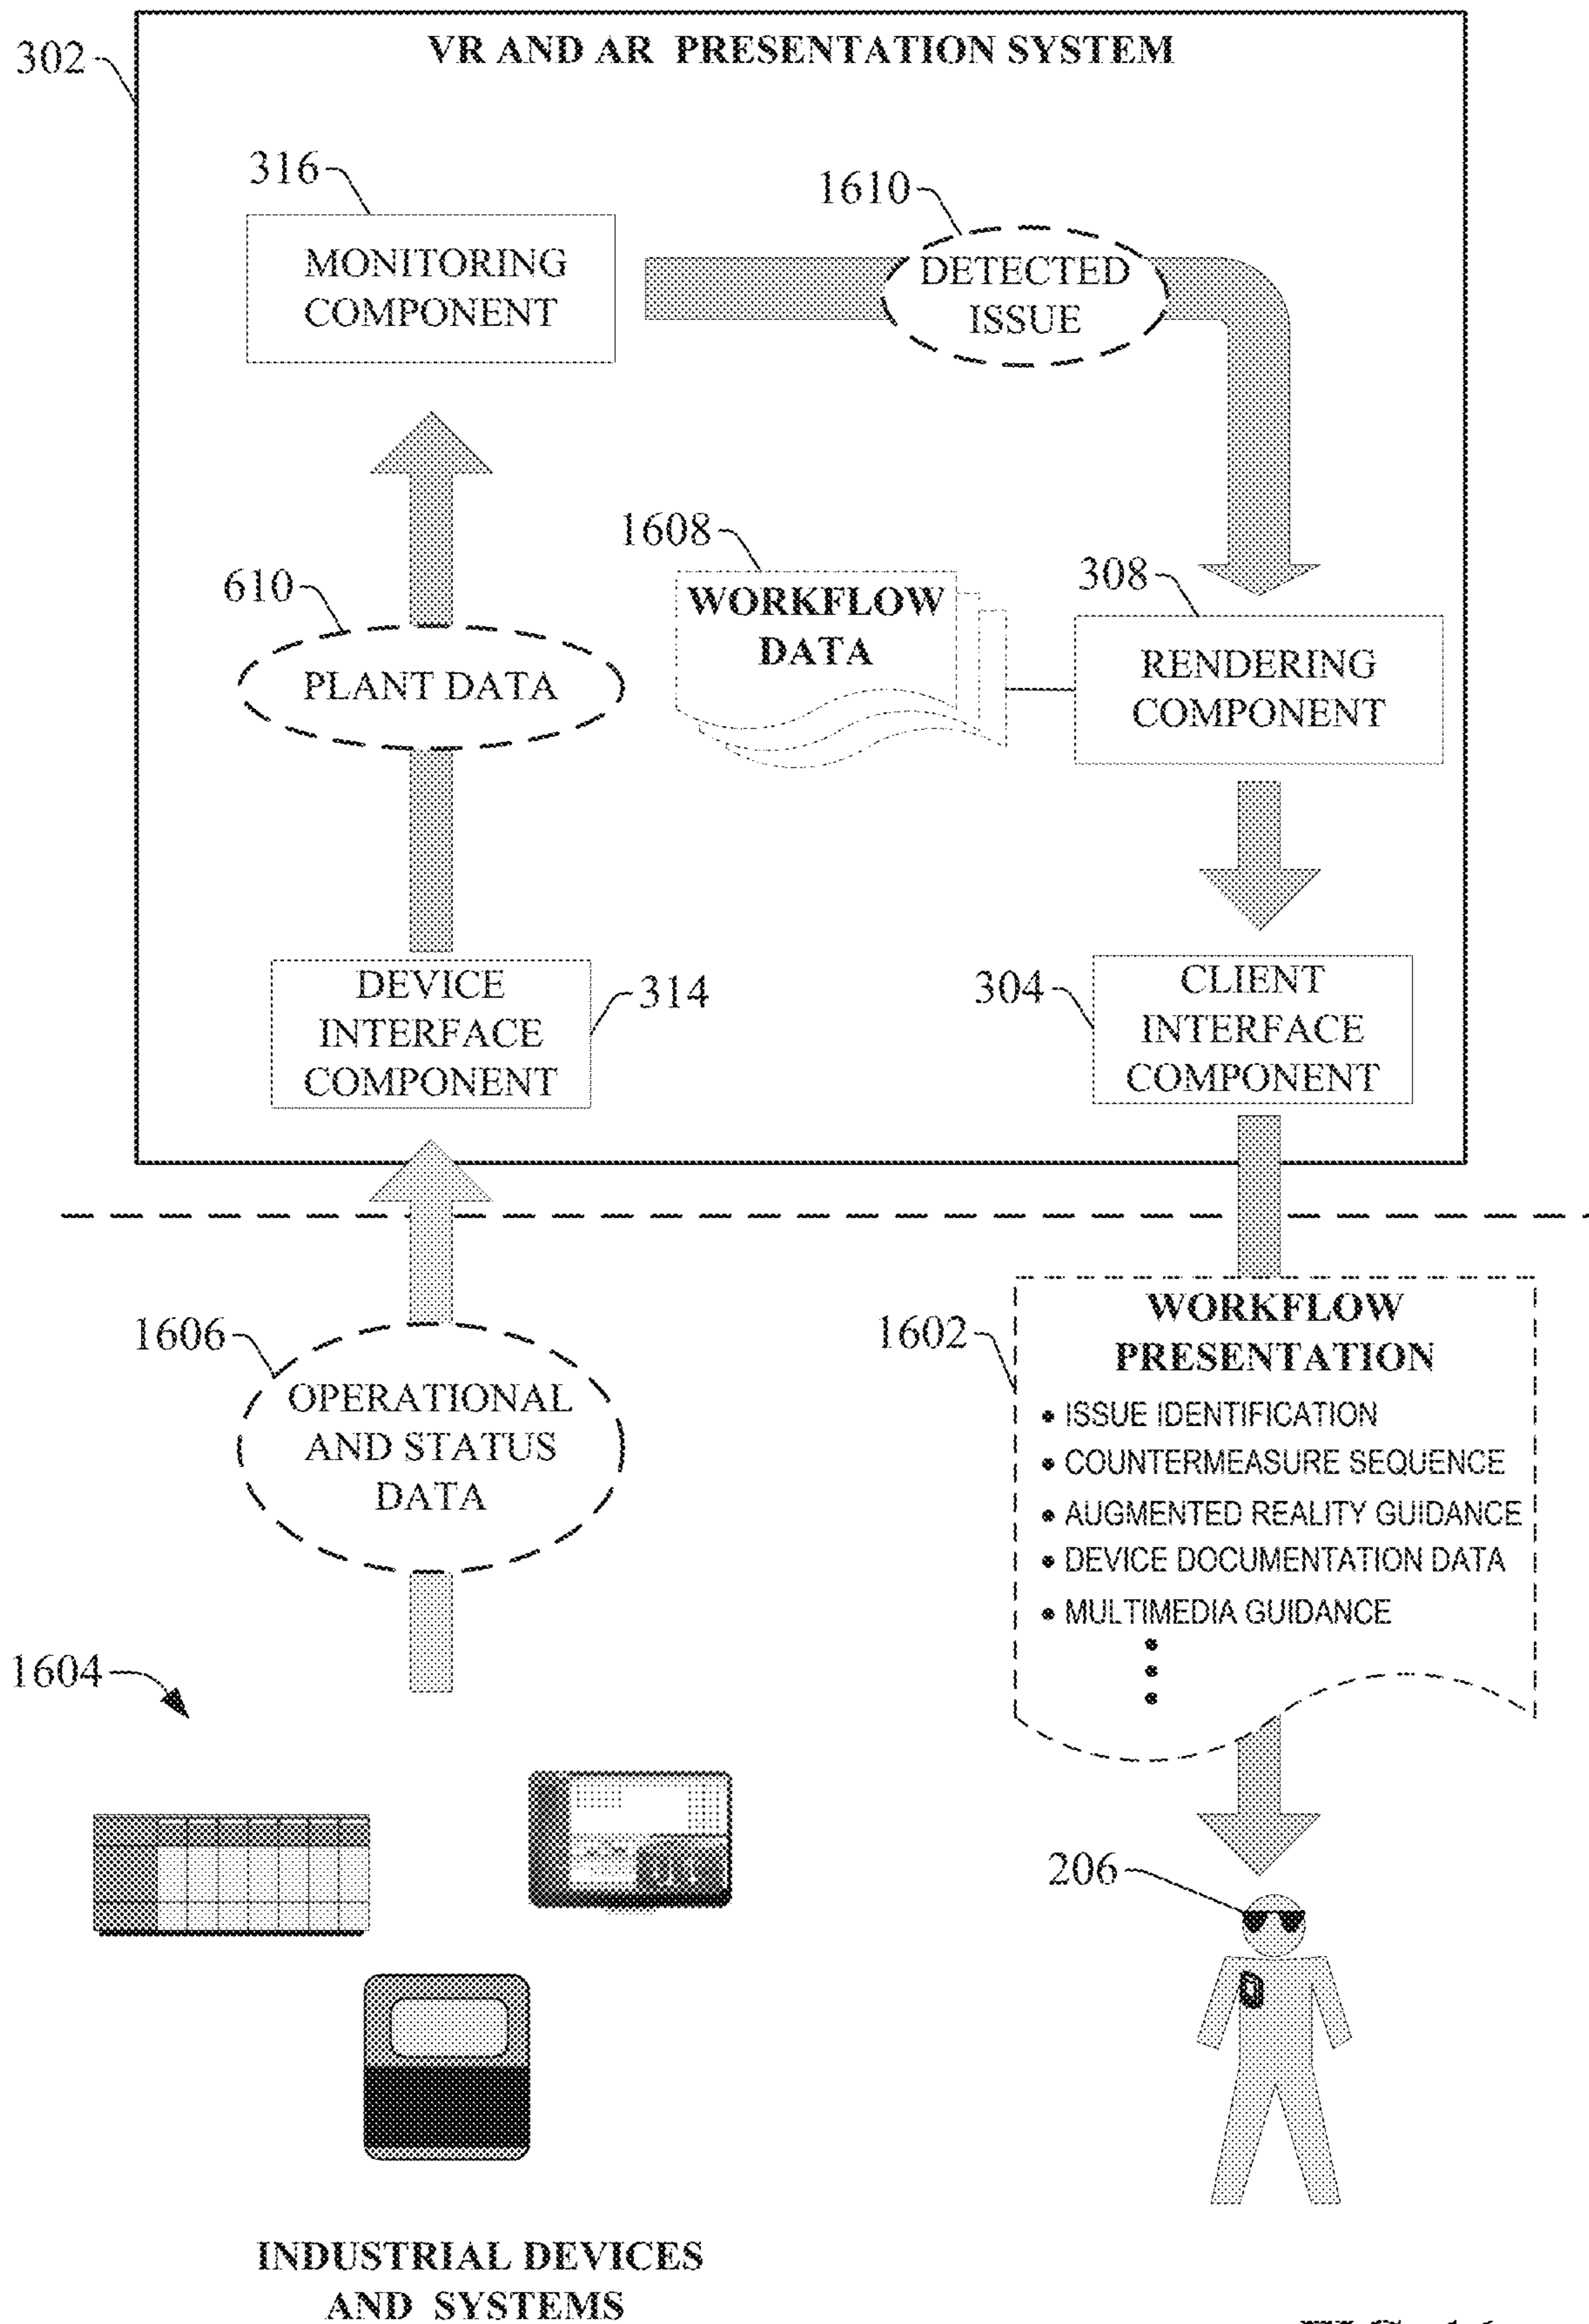 VR AND AR PRESENTATION SYSTEM
302
316
MONITORING
COMPONENT
1610
DETECTED
ISSUE
1608
WORKFLOW
DATA
308
RENDERING
COMPONENT
610
PLANT DATA
DEVICE
INTERFACE
COMPONENT
314
304
CLIENT
INTERFACE
COMPONENT
1606
OPERATIONAL
AND STATUS
DATA
1602
WORKFLOW
PRESENTATION
• ISSUE IDENTIFICATION
• COUNTERMEASURE SEQUENCE
• AUGMENTED REALITY GUIDANCE
• DEVICE DOCUMENTATION DATA
• MULTIMEDIA GUIDANCE
1604
206
INDUSTRIAL DEVICES
AND SYSTEMS